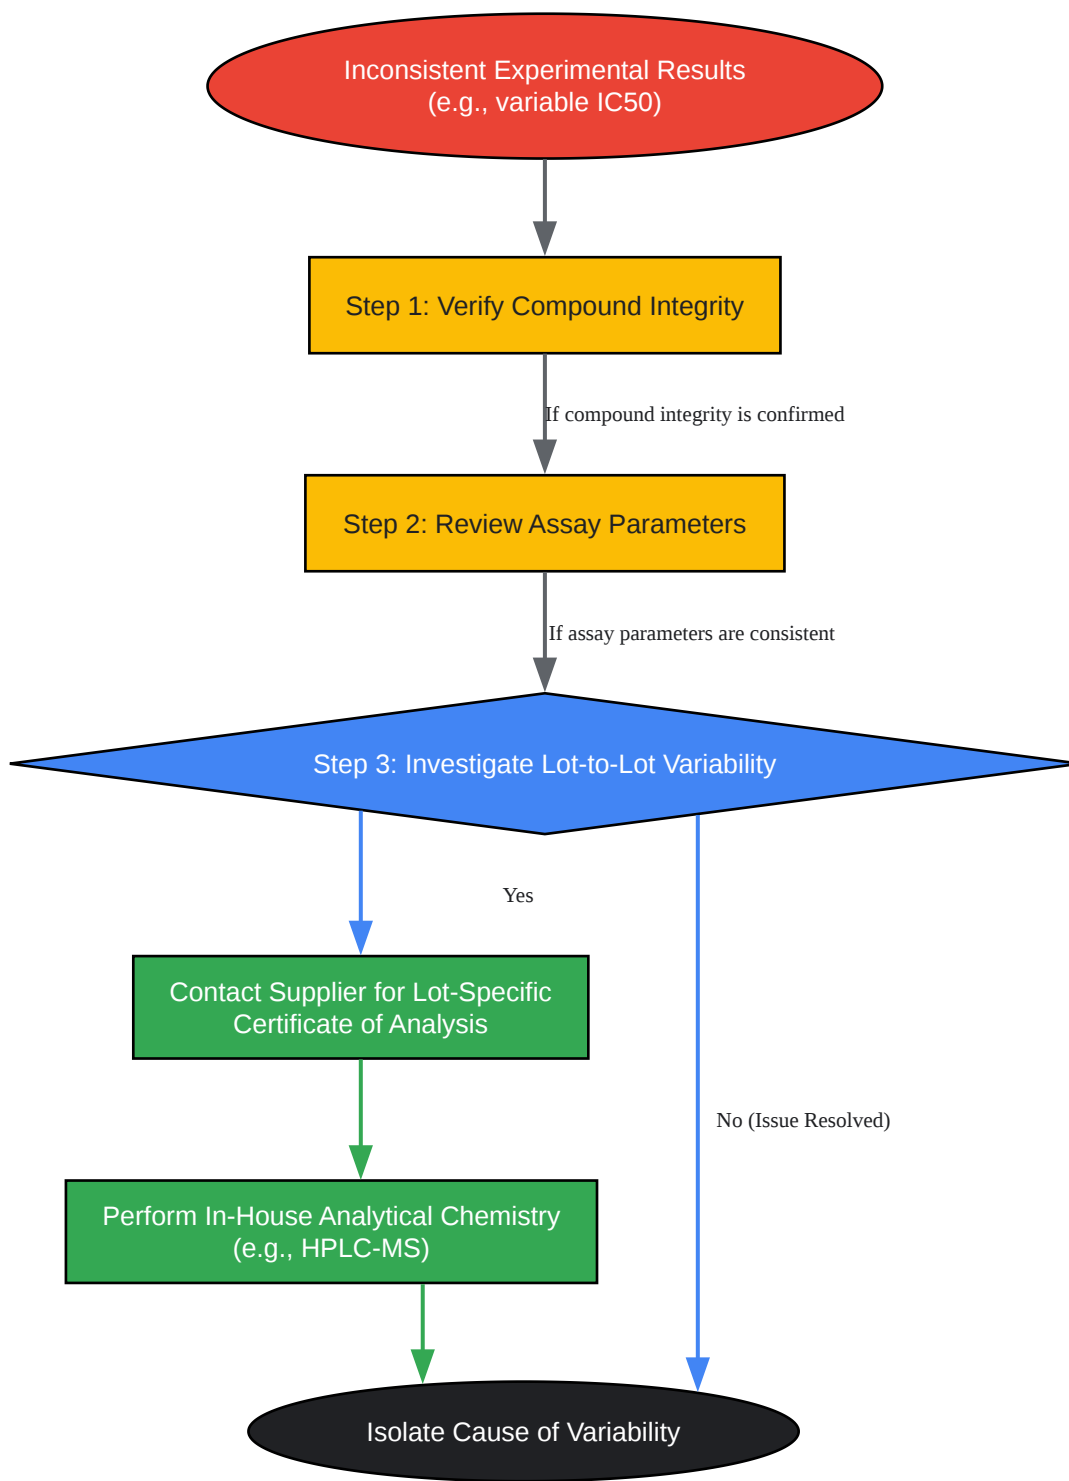 Inconsistent Experimental Results
(e.g., variable IC50)
Step 1: Verify Compound Integrity
If compound integrity is confirmed
Step 2: Review Assay Parameters
If assay parameters are consistent
Step 3: Investigate Lot-to-Lot Variability
Yes
Contact Supplier for Lot-Specific
Certificate of Analysis
No (Issue Resolved)
Perform In-House Analytical Chemistry
(e.g., HPLC-MS)
Isolate Cause of Variability